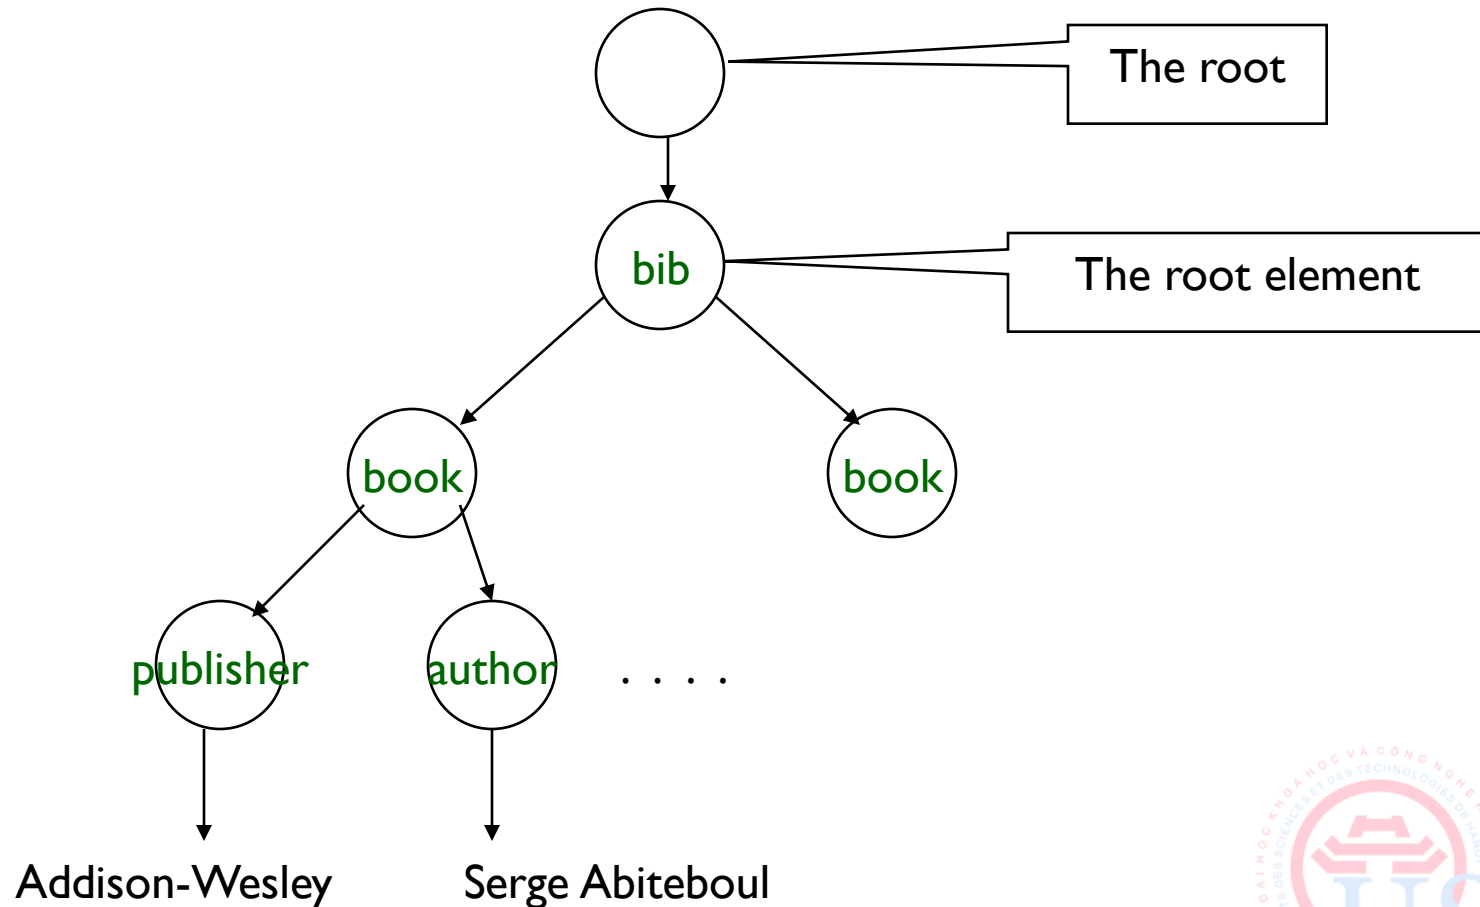 The root
bib
The root element
book
book
publisher
author
. . . .
Addison-Wesley
Serge Abiteboul